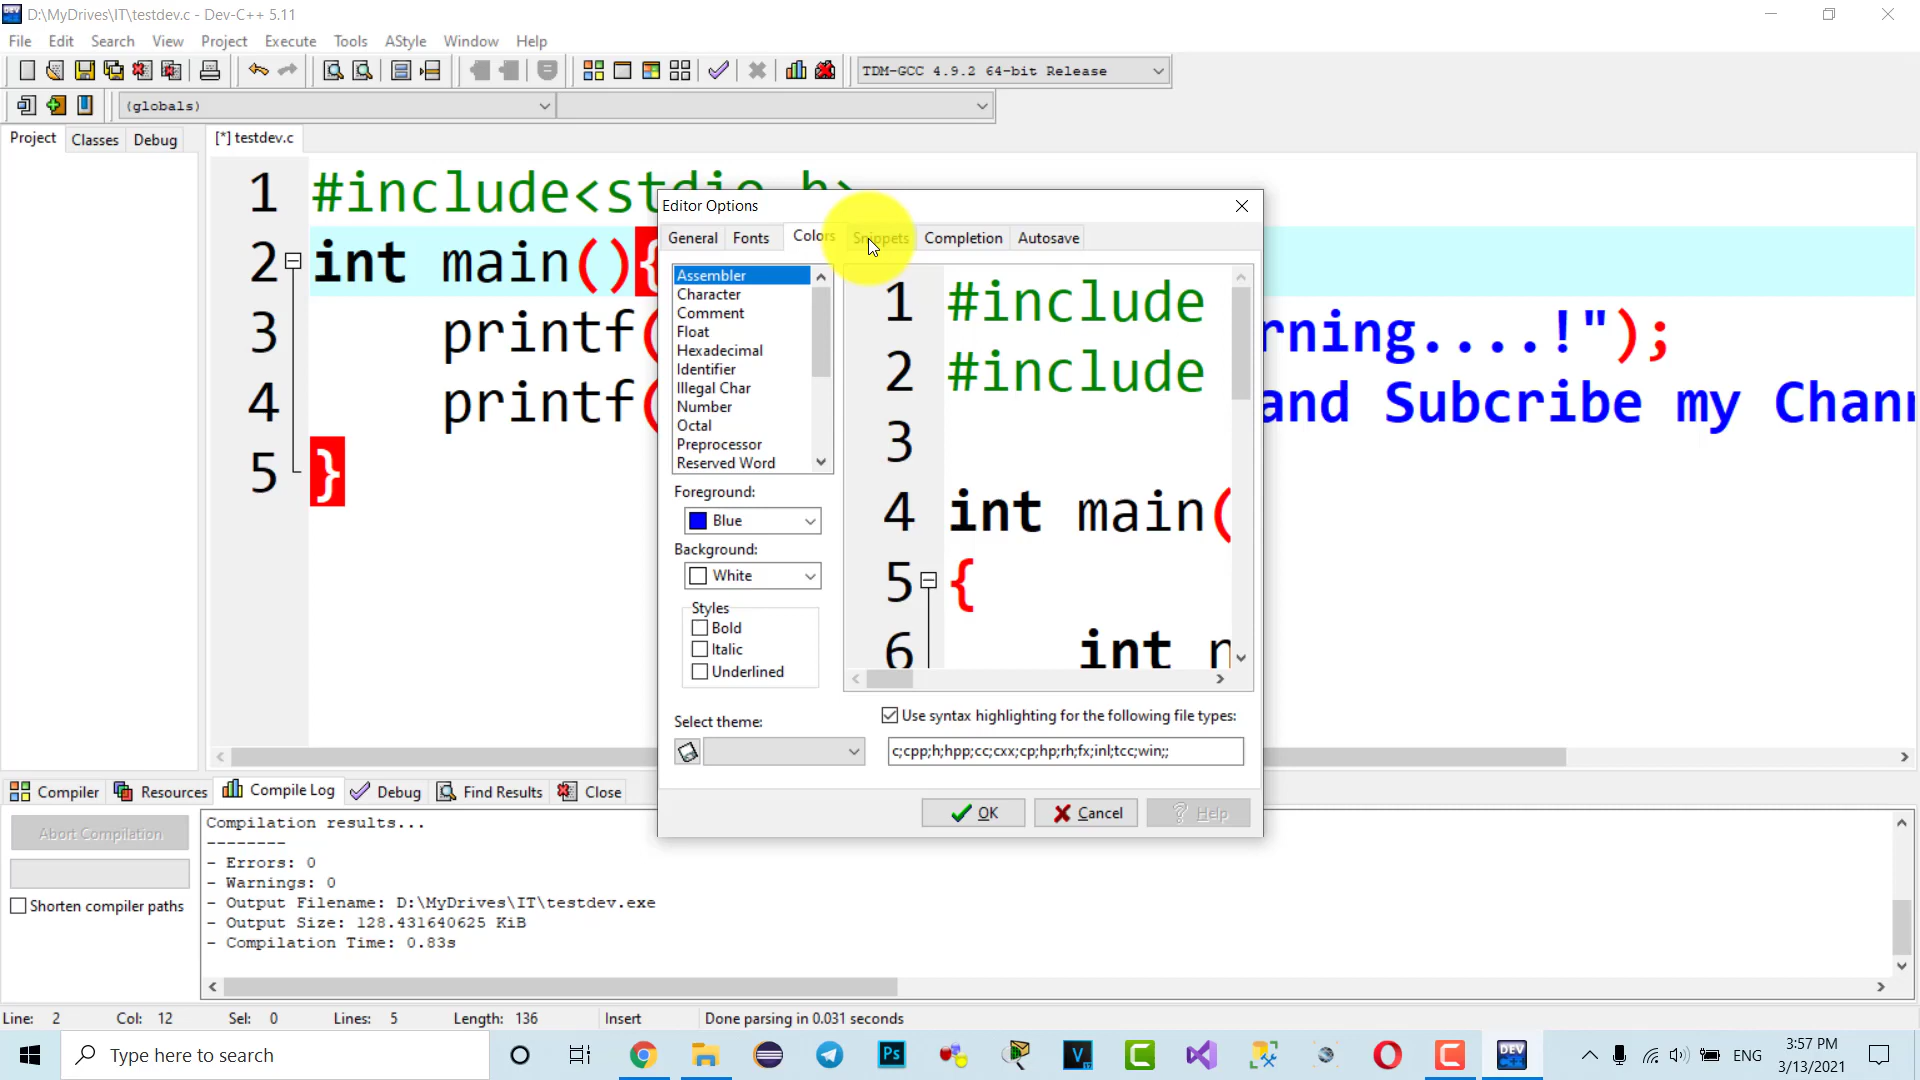 D:\MyDrives\IT\testdev.c - Dev-C++ 5.11
File Edit Search View Project Execute Tools AStyle Window Help
TDM-GCC 4.9.2 64-bit Release
(globals)
Project Classes Debug [*] testdev.c
1 #include<stdio.h>
2 int main(){
3 printf( rning....!");
4 printf( and Subcribe my Chann
5 }
Editor Options
General Fonts Colors Snippets Completion Autosave
Assembler
Character
Comment
Float
Hexadecimal
Identifier
Illegal Char
Number
Octal
Preprocessor
Reserved Word
Foreground:
Blue
Background:
White
Styles
Bold
Italic
Underlined
Select theme:
1 #include
2 #include
3
4 int main(
5 {
6 int n
Use syntax highlighting for the following file types:
c;cpp;h;hpp;cc;cxx;cp;hp;rh;fx;inl;tcc;win;;
OK Cancel Help
Compiler Resources Compile Log Debug Find Results Close
Abort Compilation
Shorten compiler paths
Compilation results...
--------
- Errors: 0
- Warnings: 0
- Output Filename: D:\MyDrives\IT\testdev.exe
- Output Size: 128.431640625 KiB
- Compilation Time: 0.83s
Line: 2 Col: 12 Sel: 0 Lines: 5 Length: 136 Insert Done parsing in 0.031 seconds
Type here to search
Ps
V
C
C
DEV C++
ENG
3:57 PM
3/13/2021